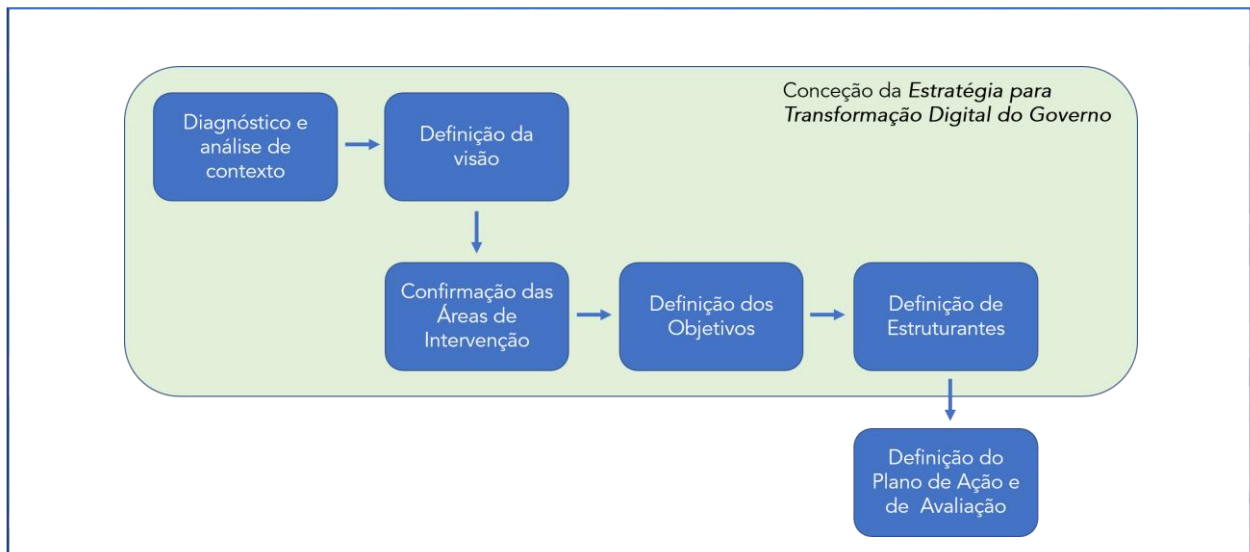 Conceção da Estratégia para
Transformação Digital do Governo
Diagnóstico e
análise de
contexto
Definição da
visão
Confirmação das
Áreas de
Intervenção
Definição dos
Objetivos
Definição de
Estruturantes
Definição do
Plano de Ação e
de Avaliação